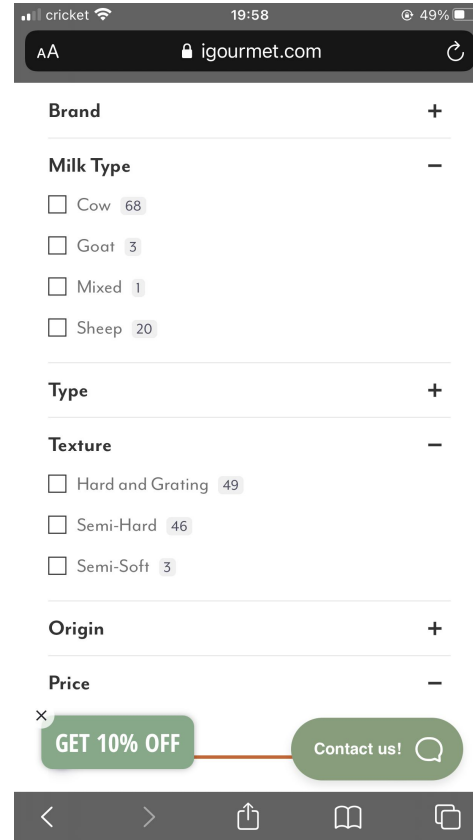 cricket 19:58 49%
AA igourmet.com
Brand +
Milk Type −
Cow 68
Goat 3
Mixed 1
Sheep 20
Type +
Texture −
Hard and Grating 49
Semi-Hard 46
Semi-Soft 3
Origin +
Price −
GET 10% OFF
Contact us!